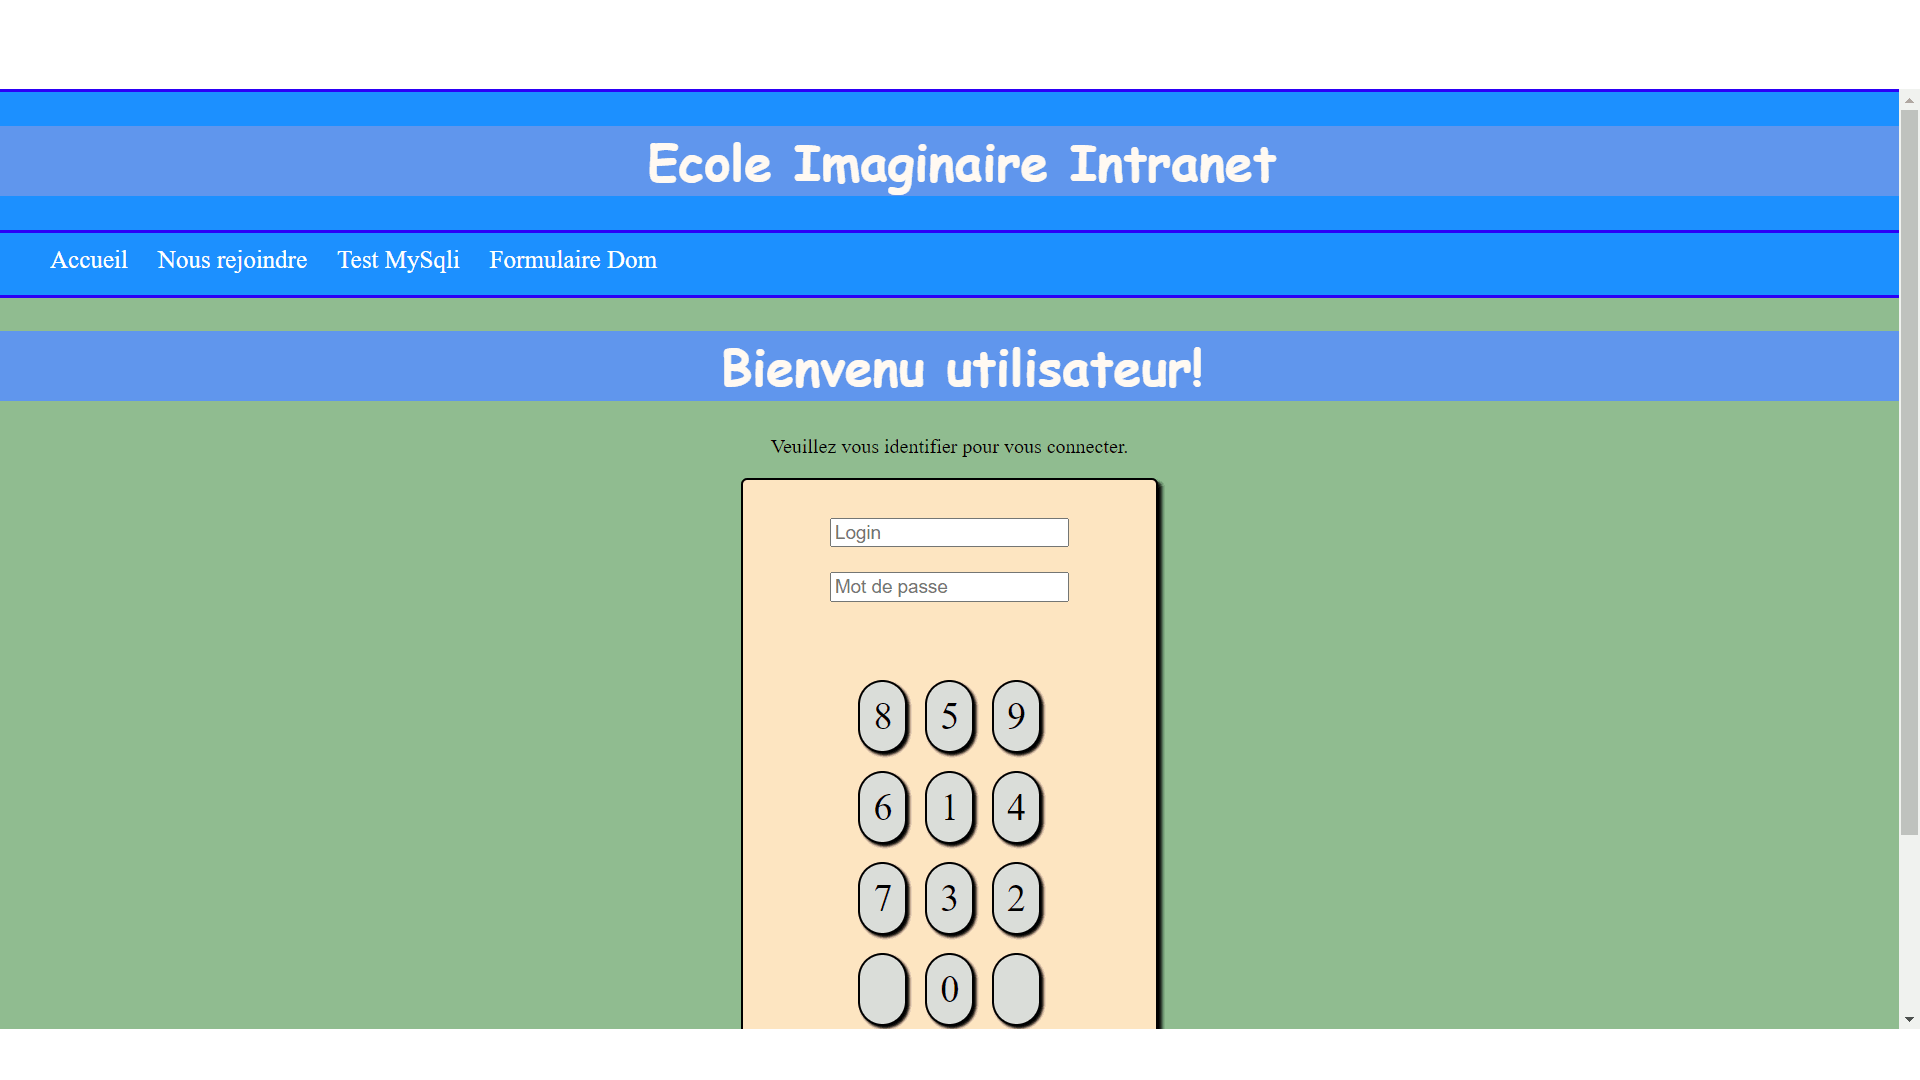 Ecole Imaginaire Intranet
Accueil Nous rejoindre Test MySqli Formulaire Dom
Bienvenu utilisateur!
Veuillez vous identifier pour vous connecter.
Login
Mot de passe
8 5 9
6 1 4
7 3 2
0